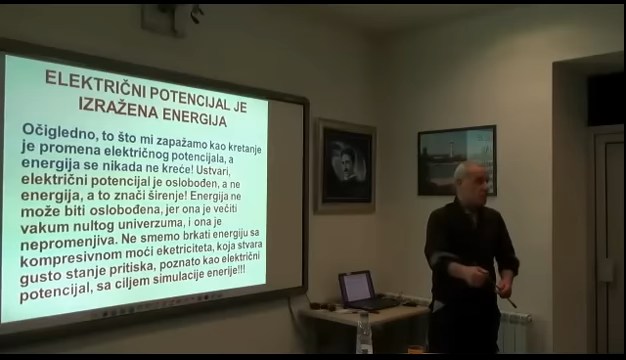 ELEKTRIČNI POTENCIJAL JE
IZRAŽENA ENERGIJA
Očigledno, to što mi zapažamo kao kretanje
je promena električnog potencijala, a
energija se nikada ne kreće! Ustvari,
električni potencijal je oslobođen, a ne
energija, a to znači širenje! Energija ne
može biti oslobođena, jer ona je večiti
vakum nultog univerzuma, i ona je
nepromenjiva. Ne smemo brkati energiju sa
kompresivnom moći eketriciteta, koja stvara
gusto stanje pritiska, poznato kao električni
potencijal, sa ciljem simulacije enerije!!!